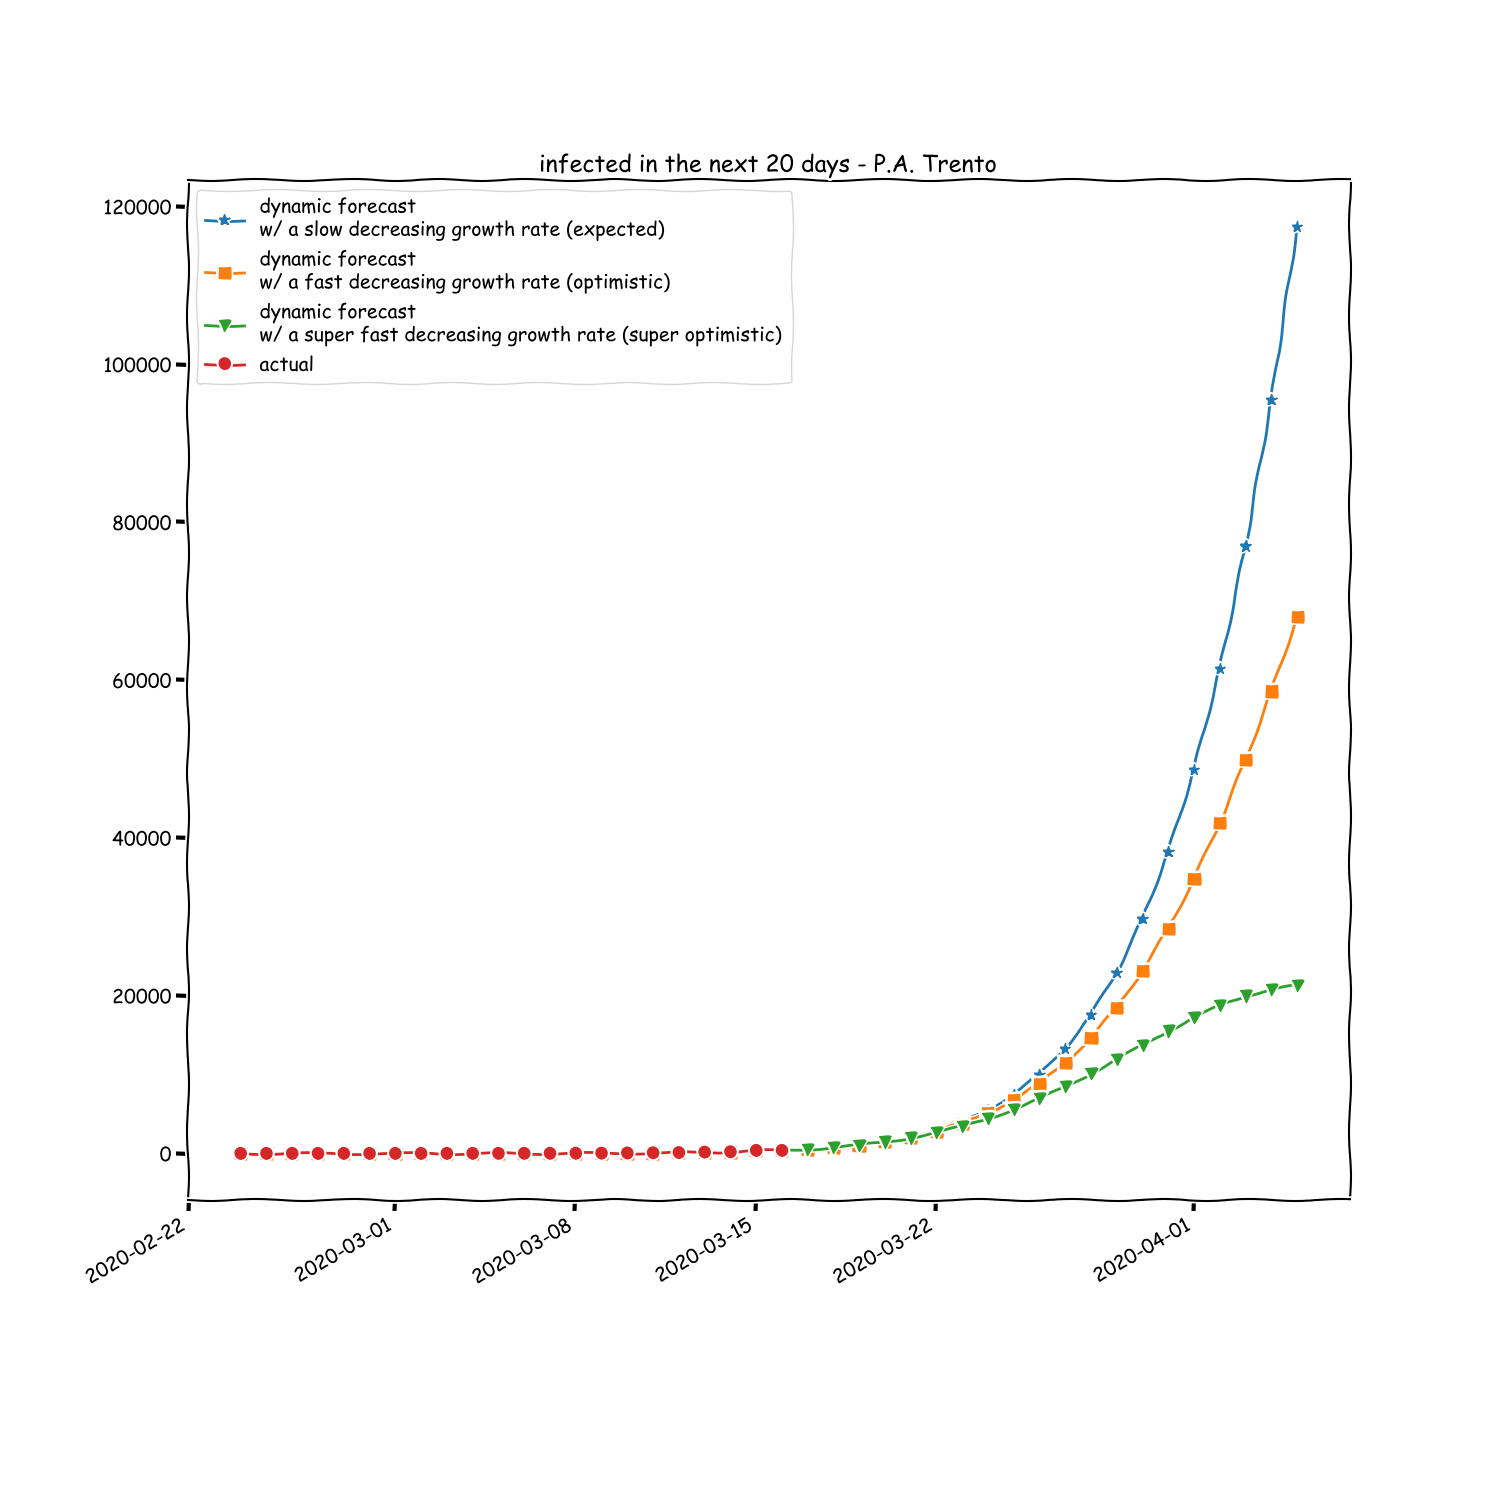 infected in the next 20 days - P.A. Trento
120000
100000
80000
60000
40000
20000
0
dynamic forecast
w/ a slow decreasing growth rate (expected)
dynamic forecast
w/ a fast decreasing growth rate (optimistic)
dynamic forecast
w/ a super fast decreasing growth rate (super optimistic)
actual
2020-02-22
2020-03-01
2020-03-08
2020-03-15
2020-03-22
2020-04-01